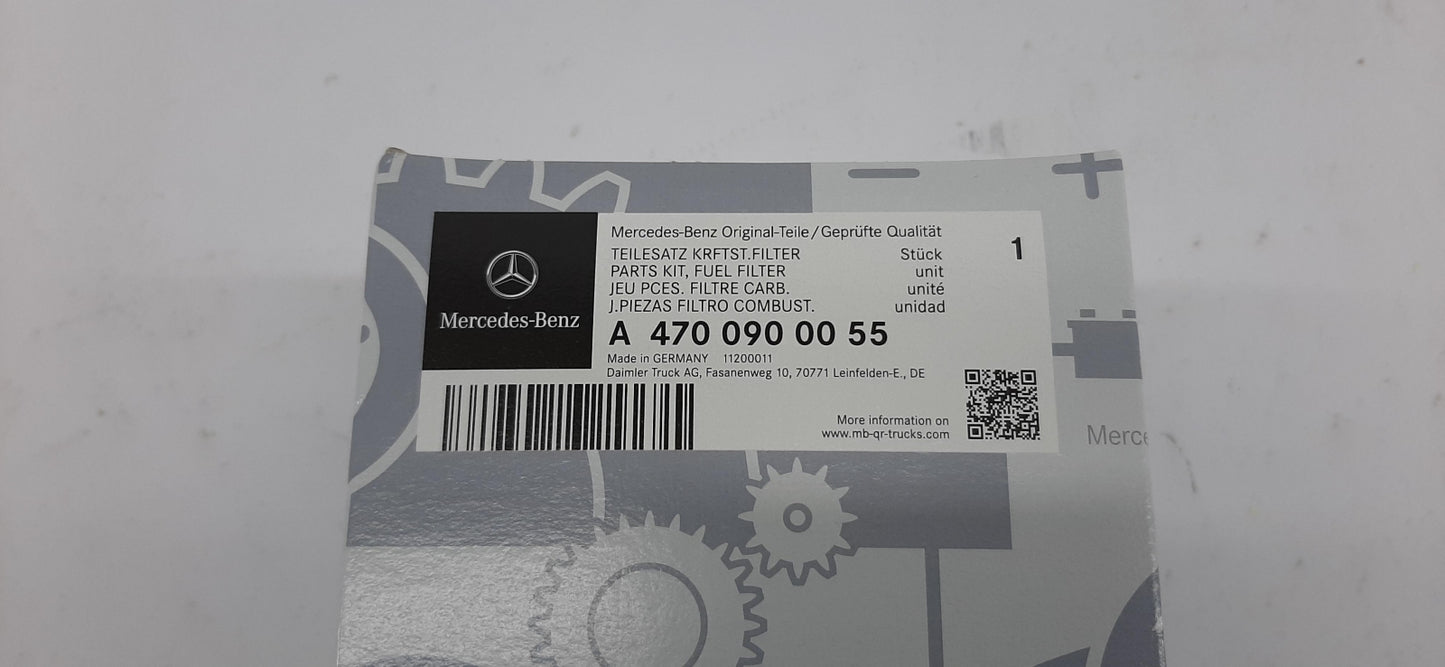 Mercedes-Benz
Mercedes-Benz Original-Teile/Geprüfte Qualität
TEILESATZ KRFTST.FILTER Stück 1
PARTS KIT, FUEL FILTER unit
JEU PCES. FILTRE CARB. unité
J.PIEZAS FILTRO COMBUST. unidad
A 470 090 00 55
Made in GERMANY 11200011
Daimler Truck AG, Fasanenweg 10, 70771 Leinfelden-E., DE
More information on
www.mb-qr-trucks.com
Merce